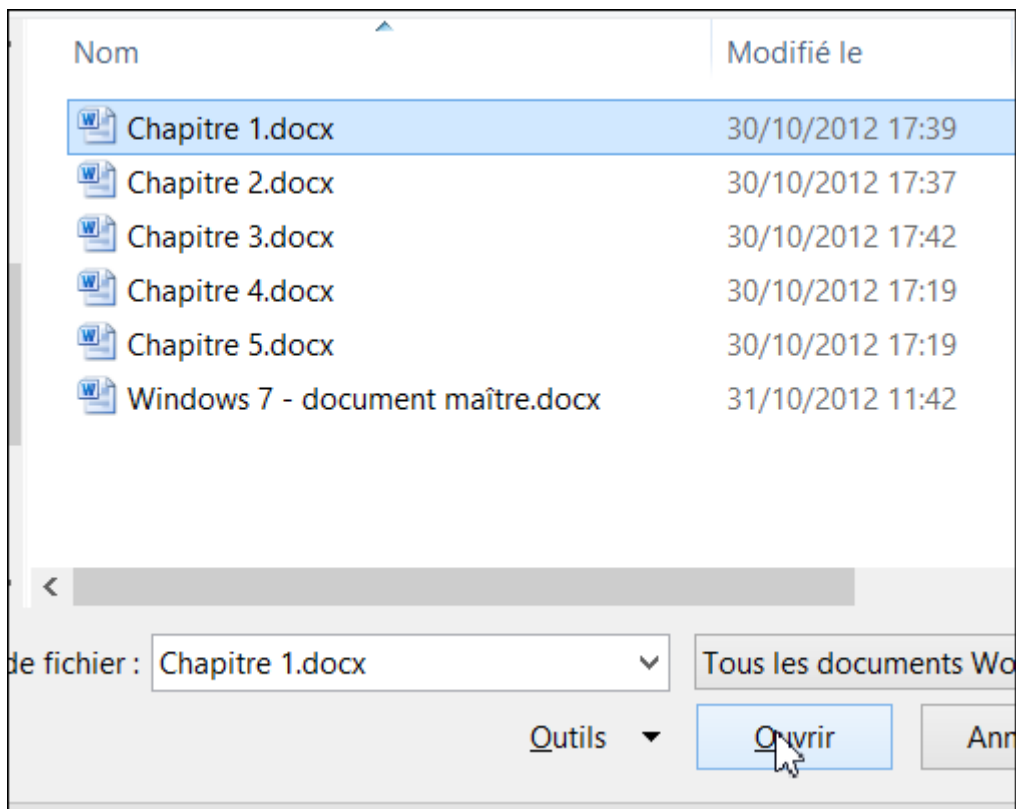 Nom Modifié le
Chapitre 1.docx 30/10/2012 17:39
Chapitre 2.docx 30/10/2012 17:37
Chapitre 3.docx 30/10/2012 17:42
Chapitre 4.docx 30/10/2012 17:19
Chapitre 5.docx 30/10/2012 17:19
Windows 7 - document maître.docx 31/10/2012 11:42
de fichier : Chapitre 1.docx Tous les documents Wo
Outils Ouvrir Ann